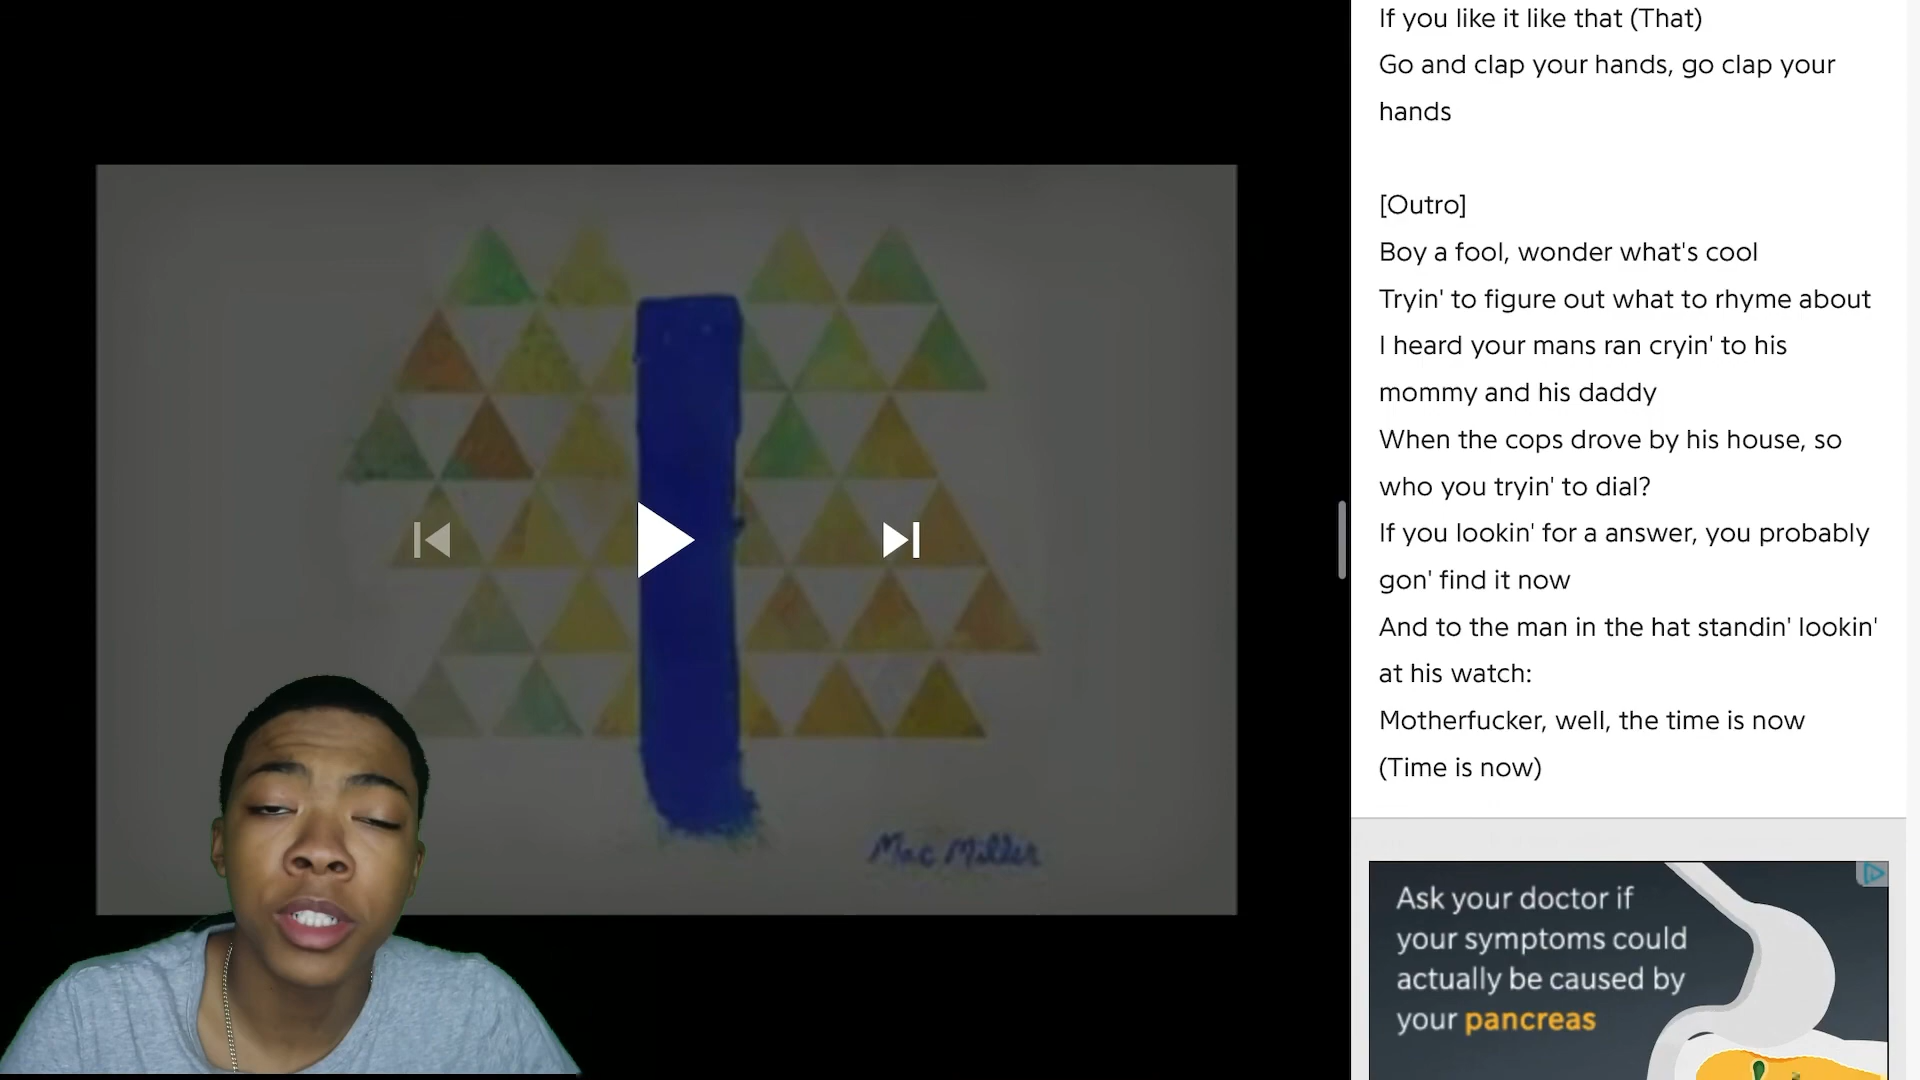 If you like it like that (That)
Go and clap your hands, go clap your
hands
[Outro]
Boy a fool, wonder what's cool
Tryin' to figure out what to rhyme about
I heard your mans ran cryin' to his
mommy and his daddy
When the cops drove by his house, so
who you tryin' to dial?
If you lookin' for a answer, you probably
gon' find it now
And to the man in the hat standin' lookin'
at his watch:
Motherfucker, well, the time is now
(Time is now)
Mac Miller
Ask your doctor if
your symptoms could
actually be caused by
your pancreas